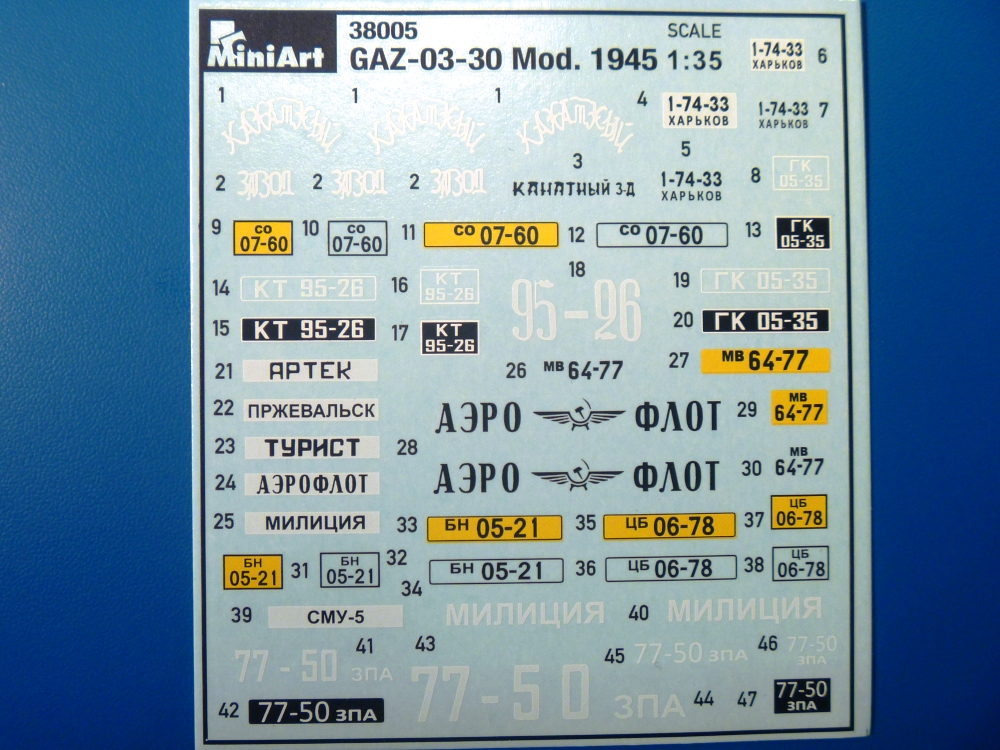 MiniArt
38005
GAZ-03-30 Mod. 1945
SCALE
1:35
1-74-33
ХАРЬКОВ
6
1
КАНАТНЫЙ
1
КАНАТНЫЙ
1
КАНАТНЫЙ
4
1-74-33
ХАРЬКОВ
1-74-33
ХАРЬКОВ
7
2
ЗАВОД
2
ЗАВОД
2
ЗАВОД
3
КАНАТНЫЙ З-Д
5
1-74-33
ХАРЬКОВ
8
ГК
05-35
9
СО
07-60
10
СО
07-60
11
СО 07-60
12
СО 07-60
13
ГК
05-35
14
КТ 95-26
16
КТ
95-26
18
95-26
19
ГК 05-35
15
КТ 95-26
17
КТ
95-26
20
ГК 05-35
21
АРТЕК
26
МВ 64-77
27
МВ 64-77
22
ПРЖЕВАЛЬСК
АЭРО ФЛОТ
29
МВ
64-77
23
ТУРИСТ
28
24
АЭРОФЛОТ
АЭРО ФЛОТ
30
МВ
64-77
25
МИЛИЦИЯ
33
БН 05-21
35
ЦБ 06-78
37
ЦБ
06-78
БН
05-21
31
БН
05-21
32
34
БН 05-21
36
ЦБ 06-78
38
ЦБ
06-78
39
СМУ-5
МИЛИЦИЯ
40
МИЛИЦИЯ
41
77-50 ЗПА
43
77-50 ЗПА
45
77-50 ЗПА
46
77-50
ЗПА
42
77-50 ЗПА
44
47
77-50
ЗПА